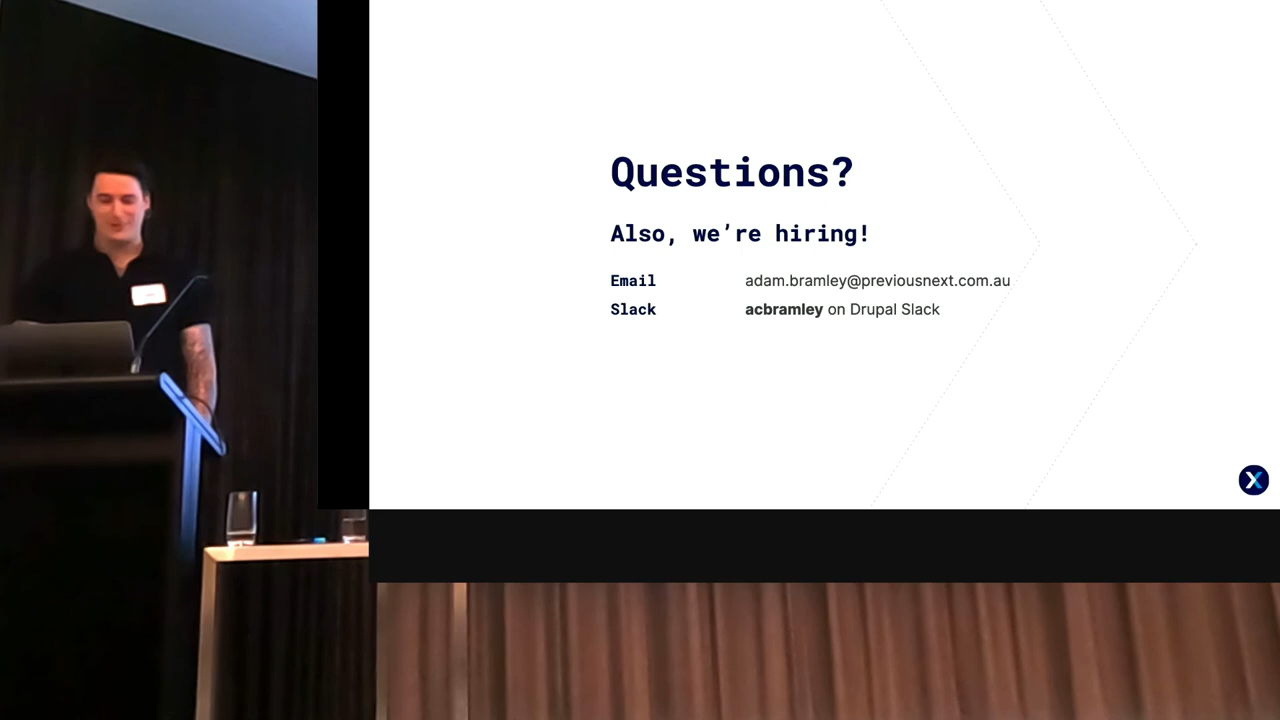 Questions?
Also, we’re hiring!
Email adam.bramley@previousnext.com.au
Slack acbramley on Drupal Slack